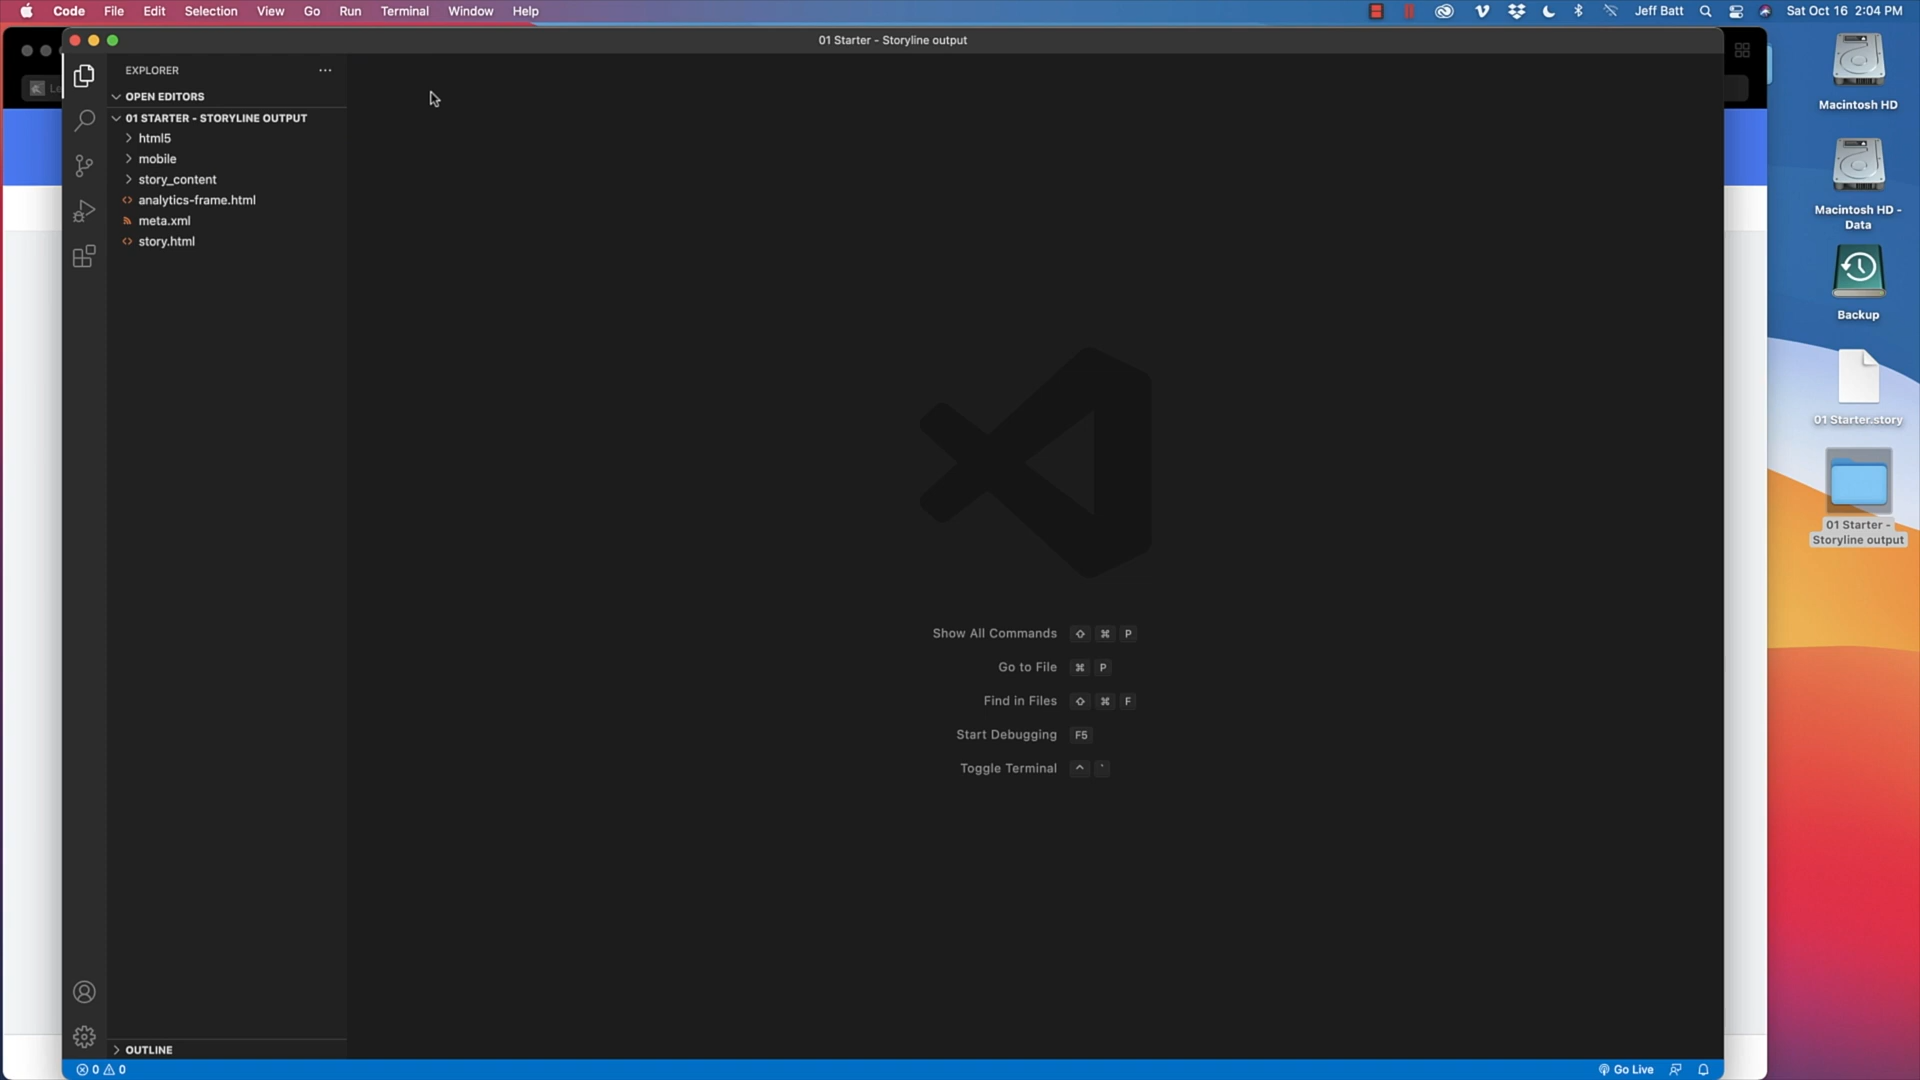 Code File Edit Selection View Go Run Terminal Window Help Jeff Batt Sat Oct 16 2:04 PM
01 Starter - Storyline output
EXPLORER
OPEN EDITORS
01 STARTER - STORYLINE OUTPUT
html5
mobile
story_content
analytics-frame.html
meta.xml
story.html
Show All Commands ⇧ ⌘ P
Go to File ⌘ P
Find in Files ⇧ ⌘ F
Start Debugging F5
Toggle Terminal ^ `
OUTLINE
0 0
Go Live
Macintosh HD
Macintosh HD -
Data
Backup
01 Starter.story
01 Starter -
Storyline output